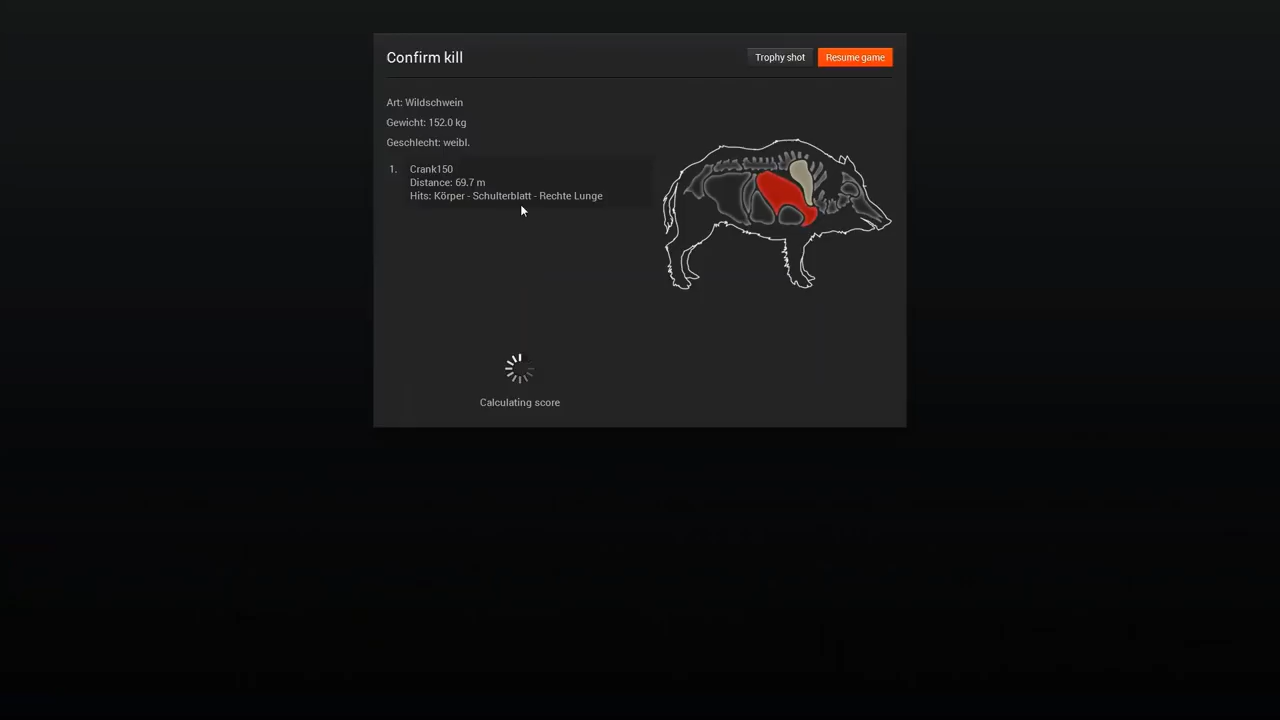 Confirm kill
Trophy shot
Resume game
Art: Wildschwein
Gewicht: 152.0 kg
Geschlecht: weibl.
1. Crank150
Distance: 69.7 m
Hits: Körper - Schulterblatt - Rechte Lunge
Calculating score